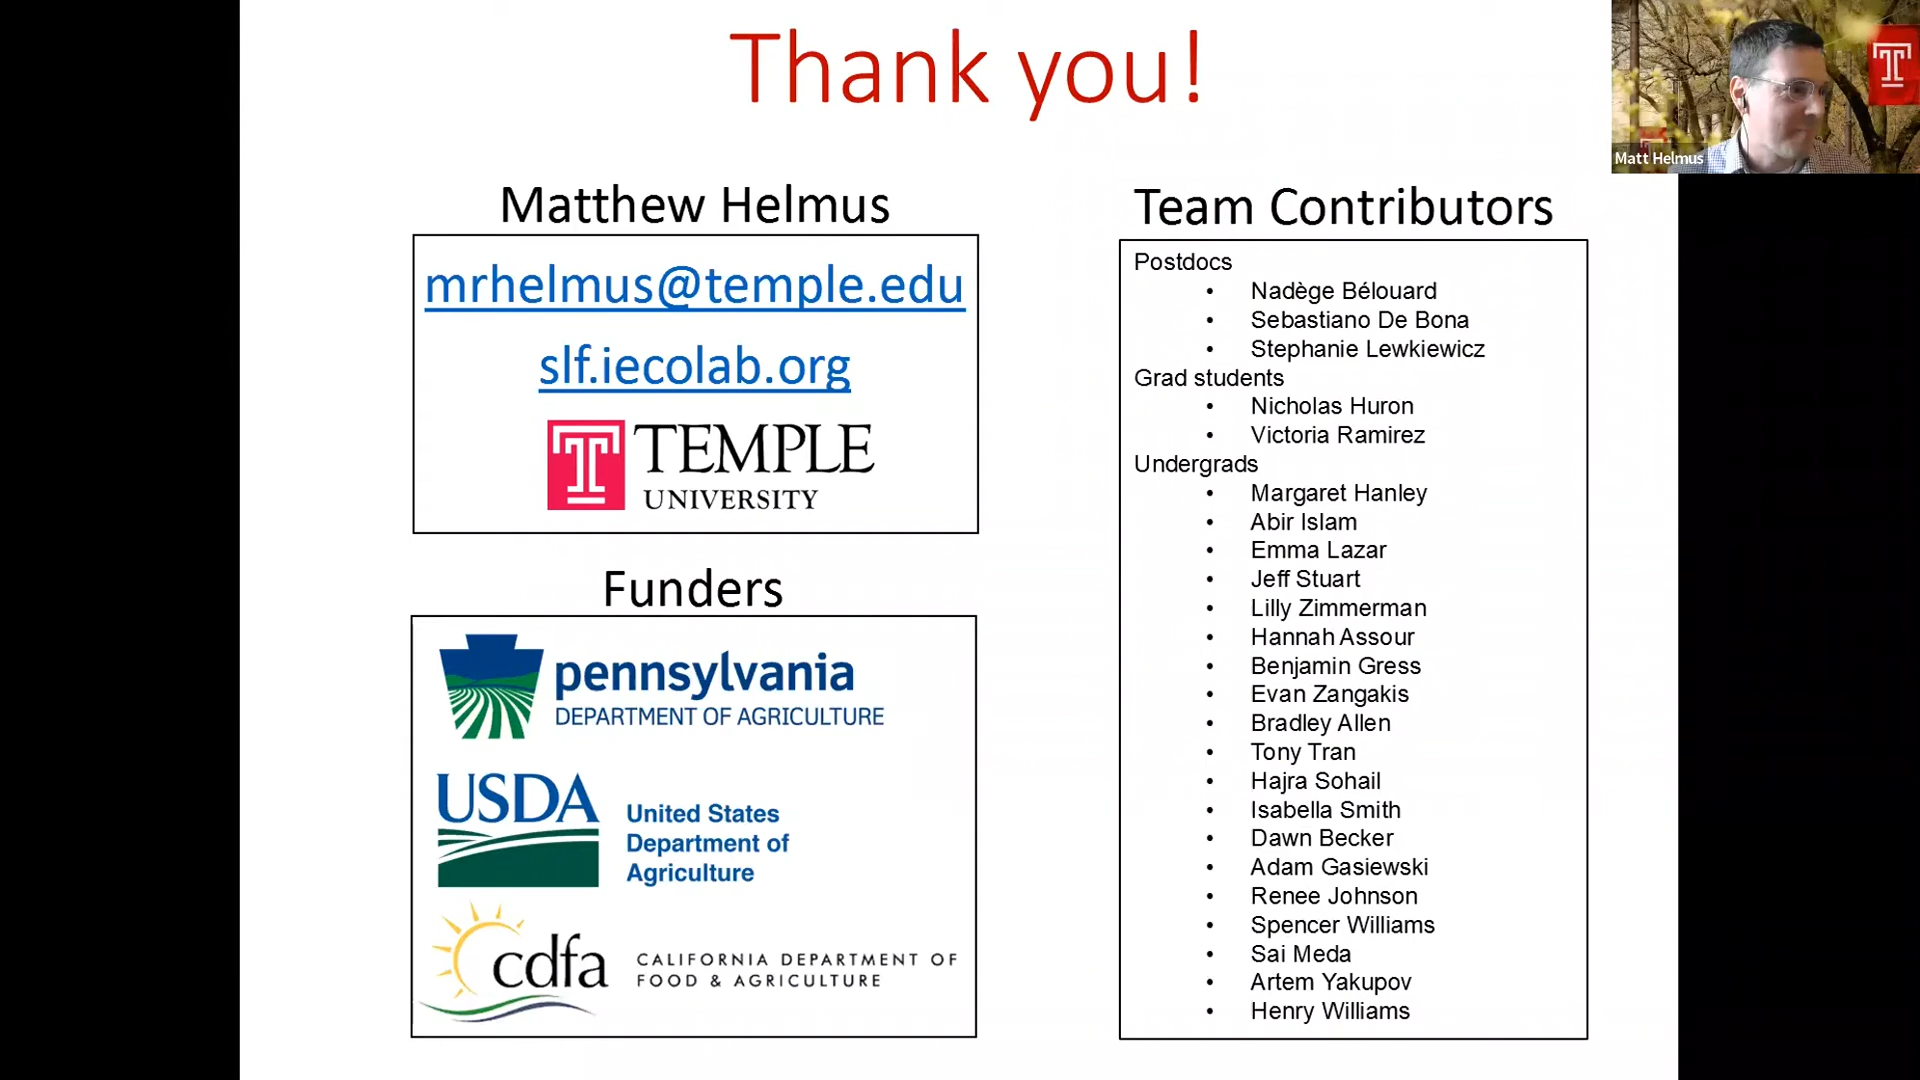 Thank you!
Matthew Helmus
mrhelmus@temple.edu
slf.iecolab.org
T TEMPLE
UNIVERSITY
Funders
pennsylvania
DEPARTMENT OF AGRICULTURE
USDA
United States
Department of
Agriculture
cdfa
CALIFORNIA DEPARTMENT OF
FOOD & AGRICULTURE
Team Contributors
Postdocs
• Nadège Bélouard
• Sebastiano De Bona
• Stephanie Lewkiewicz
Grad students
• Nicholas Huron
• Victoria Ramirez
Undergrads
• Margaret Hanley
• Abir Islam
• Emma Lazar
• Jeff Stuart
• Lilly Zimmerman
• Hannah Assour
• Benjamin Gress
• Evan Zangakis
• Bradley Allen
• Tony Tran
• Hajra Sohail
• Isabella Smith
• Dawn Becker
• Adam Gasiewski
• Renee Johnson
• Spencer Williams
• Sai Meda
• Artem Yakupov
• Henry Williams
T
Matt Helmus